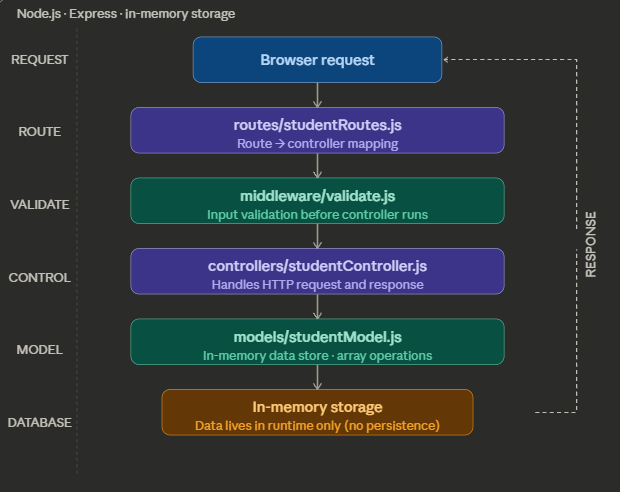 Node.js · Express · in-memory storage
REQUEST
Browser request
ROUTE
routes/studentRoutes.js
Route → controller mapping
VALIDATE
middleware/validate.js
Input validation before controller runs
CONTROL
controllers/studentController.js
Handles HTTP request and response
MODEL
models/studentModel.js
In-memory data store · array operations
DATABASE
In-memory storage
Data lives in runtime only (no persistence)
RESPONSE